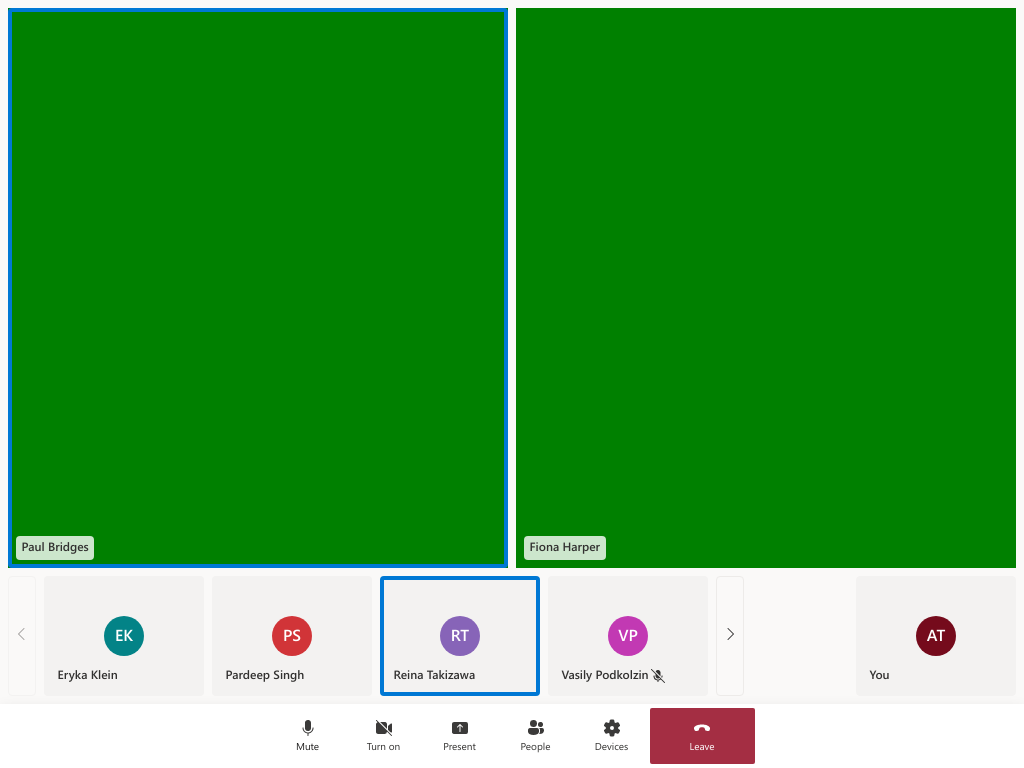 Paul Bridges
Fiona Harper
EK
Eryka Klein
PS
Pardeep Singh
RT
Reina Takizawa
VP
Vasily Podkolzin
AT
You
Mute
Turn on
Present
People
Devices
Leave